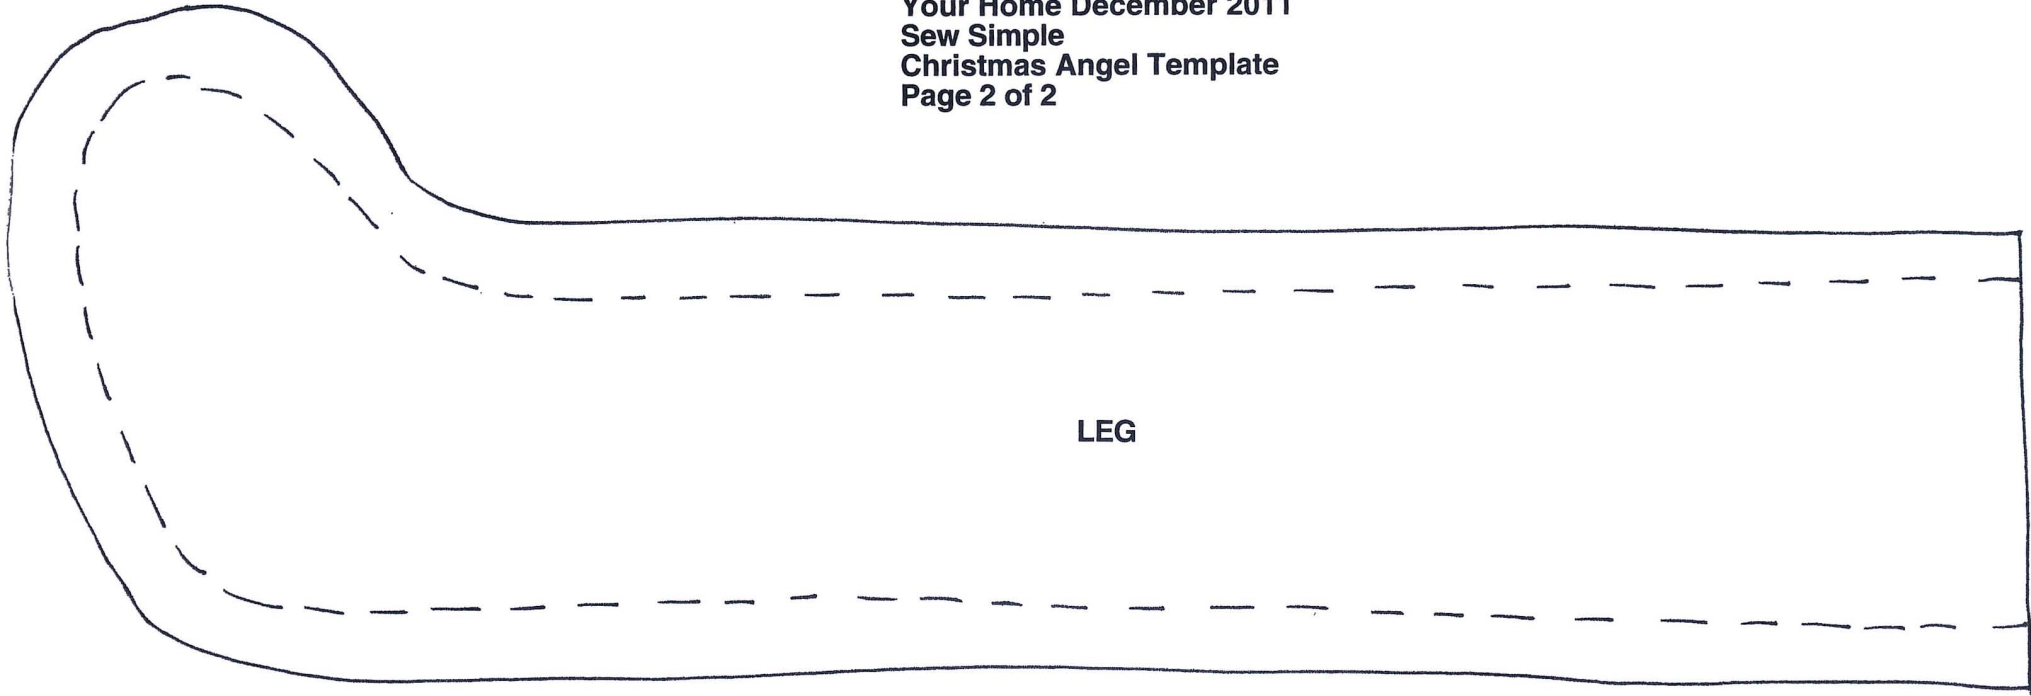 Your Home December 2011
Sew Simple
Christmas Angel Template
Page 2 of 2
LEG